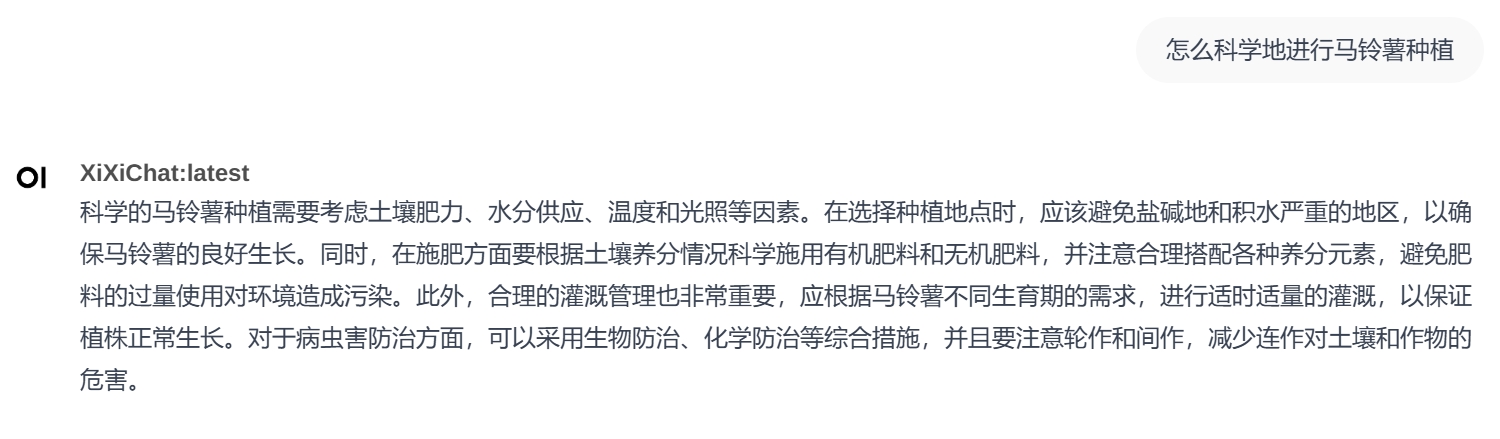 怎么科学地进行马铃薯种植
OI
XiXiChat:latest
科学的马铃薯种植需要考虑土壤肥力、水分供应、温度和光照等因素。在选择种植地点时，应该避免盐碱地和积水严重的地区，以确
保马铃薯的良好生长。同时，在施肥方面要根据土壤养分情况科学施用有机肥料和无机肥料，并注意合理搭配各种养分元素，避免肥
料的过量使用对环境造成污染。此外，合理的灌溉管理也非常重要，应根据马铃薯不同生育期的需求，进行适时适量的灌溉，以保证
植株正常生长。对于病虫害防治方面，可以采用生物防治、化学防治等综合措施，并且要注意轮作和间作，减少连作对土壤和作物的
危害。